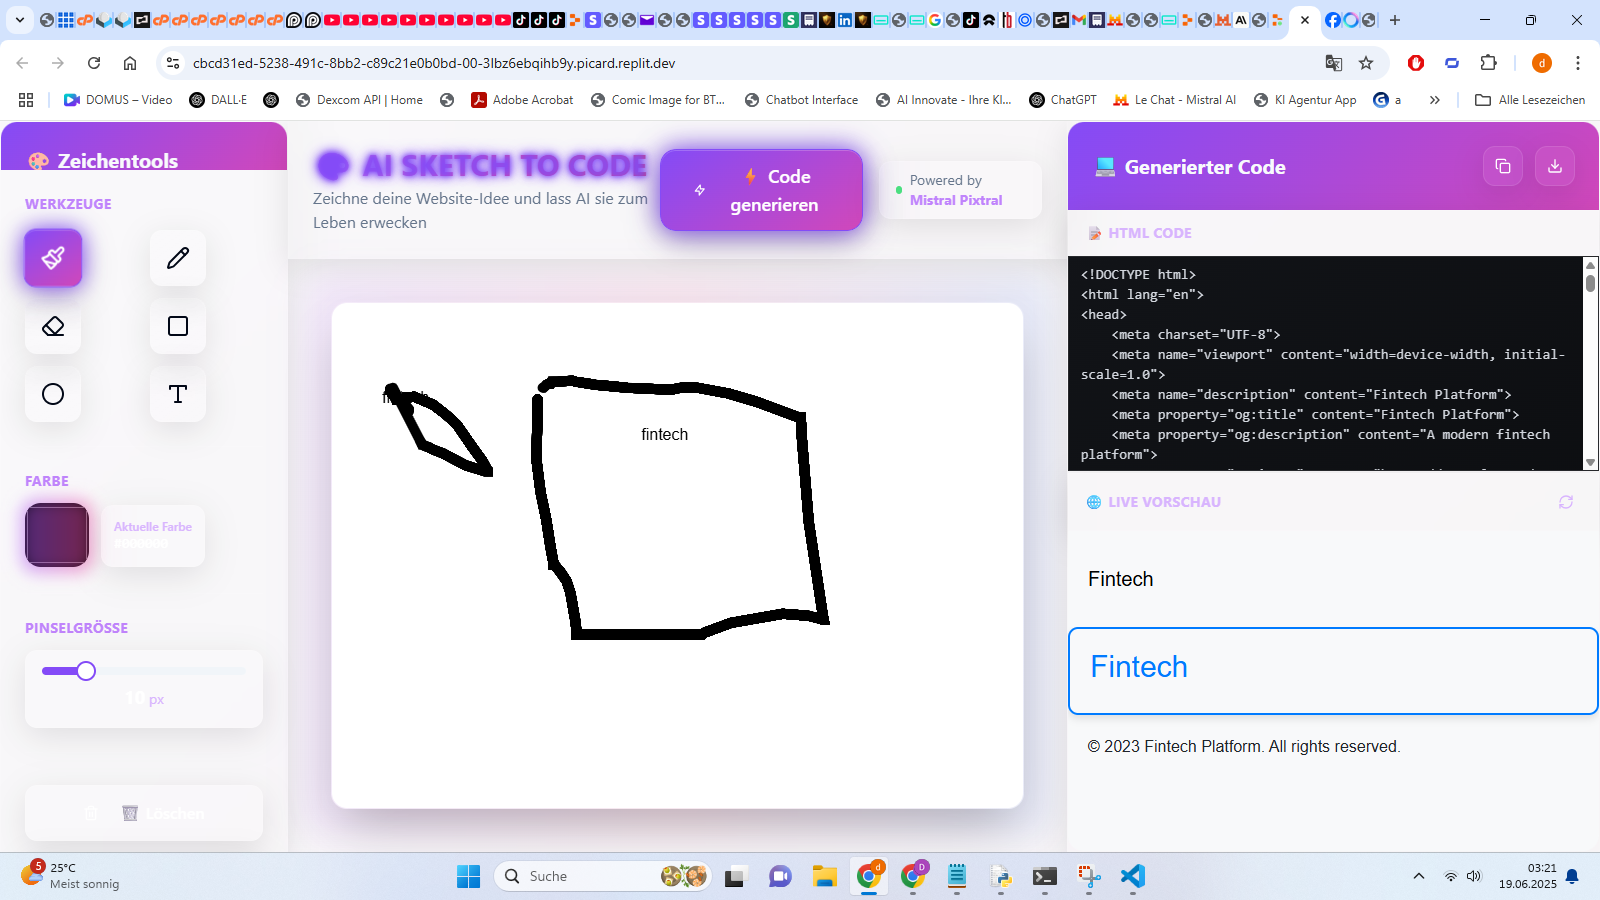 cbcd31ed-5238-491c-8bb2-c89c21e0b0bd-00-3lbz6ebqihb9y.picard.replit.dev
DOMUS – Video
DALL·E
Dexcom API | Home
Adobe Acrobat
Comic Image for BT...
Chatbot Interface
AI Innovate - Ihre KI...
ChatGPT
Le Chat - Mistral AI
KI Agentur App
a
Alle Lesezeichen
Zeichentools
WERKZEUGE
FARBE
Aktuelle Farbe
PINSELGRÖSSE
10 px
Löschen
AI SKETCH TO CODE
Zeichne deine Website-Idee und lass AI sie zum
Leben erwecken
Code
generieren
Powered by
Mistral Pixtral
fintech
Generierter Code
HTML CODE
<!DOCTYPE html>
<html lang="en">
<head>
<meta charset="UTF-8">
<meta name="viewport" content="width=device-width, initial-
scale=1.0">
<meta name="description" content="Fintech Platform">
<meta property="og:title" content="Fintech Platform">
<meta property="og:description" content="A modern fintech
platform">
LIVE VORSCHAU
Fintech
Fintech
© 2023 Fintech Platform. All rights reserved.
5
25°C
Meist sonnig
Suche
03:21
19.06.2025